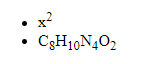 • x²
• C₈H₁₀N₄O₂